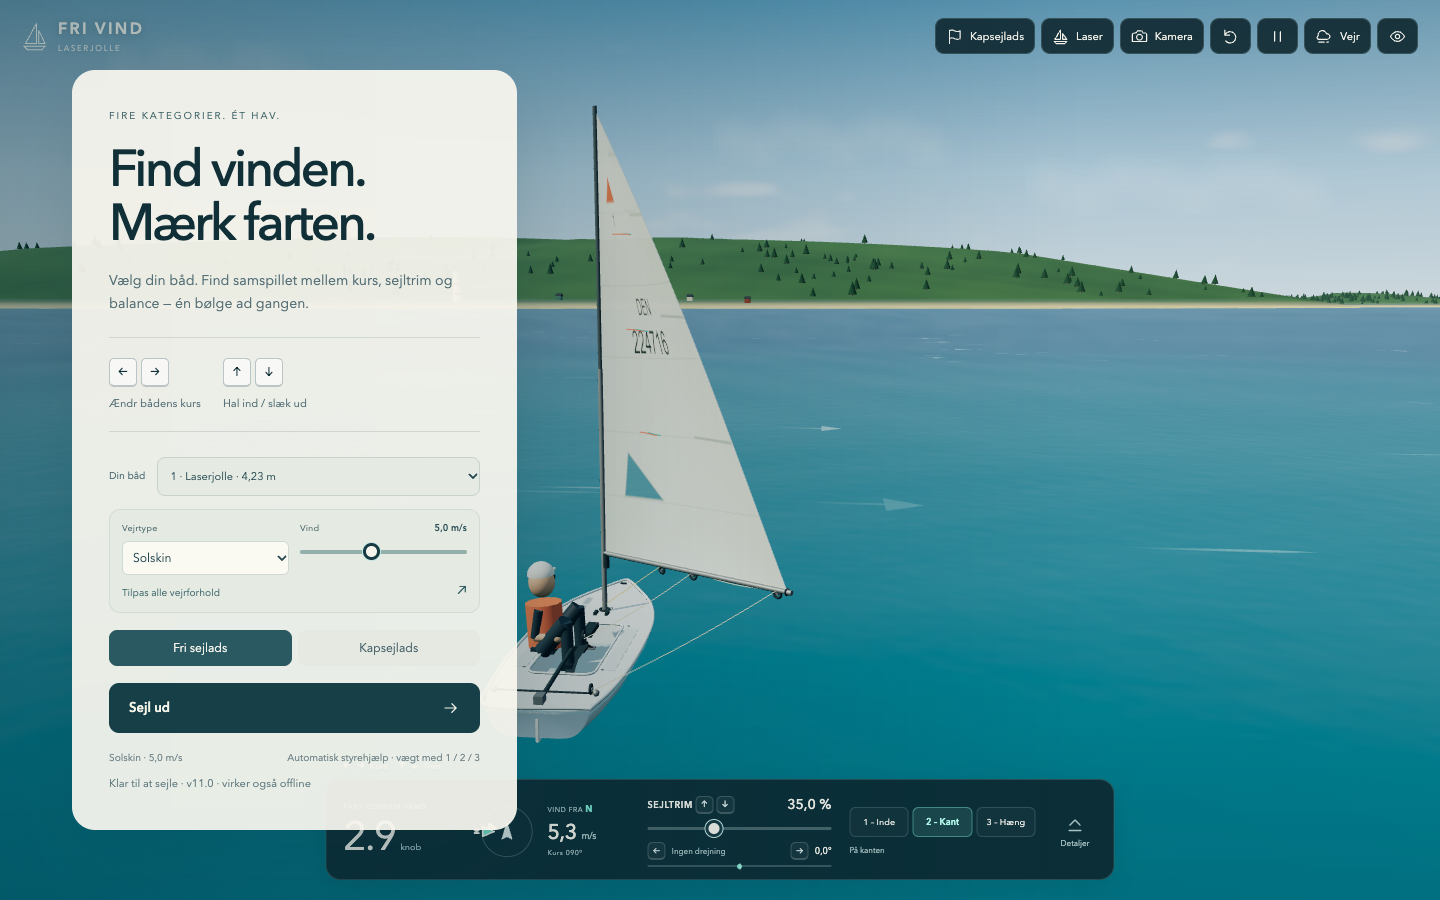 FRI VIND
LASERJOLLE
Kapsejlads
Laser
Kamera
Vejr
FIRE KATEGORIER. ÉT HAV.
Find vinden.
Mærk farten.
Vælg din båd. Find samspillet mellem kurs, sejltrim og
balance – én bølge ad gangen.
← →
↑ ↓
Ændr bådens kurs
Hal ind / slæk ud
Din båd
1 · Laserjolle · 4,23 m
Vejrtype
Vind
5,0 m/s
Solskin
Tilpas alle vejrforhold
Fri sejlads
Kapsejlads
Sejl ud
Solskin · 5,0 m/s
Automatisk styrehjælp · vægt med 1 / 2 / 3
Klar til at sejle · v11.0 · virker også offline
DEN
224716
2.9 knob
VIND FRA N
5,3 m/s
Kurs 090°
SEJLTRIM ↑ ↓ 35,0 %
← Ingen drejning → 0,0°
1 – Inde
2 – Kant
3 – Hæng
På kanten
Detaljer